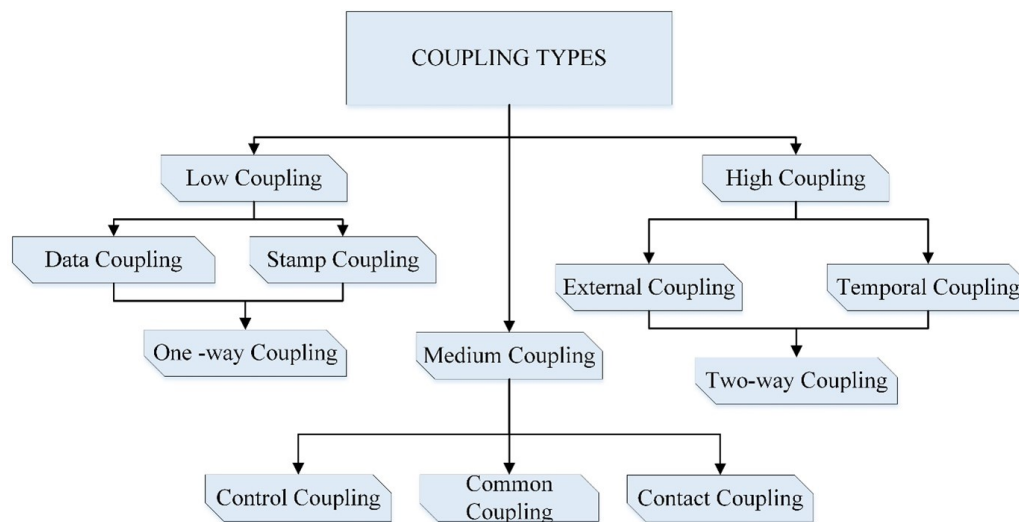 COUPLING TYPES
Low Coupling
High Coupling
Data Coupling
Stamp Coupling
External Coupling
Temporal Coupling
One -way Coupling
Medium Coupling
Two-way Coupling
Control Coupling
Common
Coupling
Contact Coupling